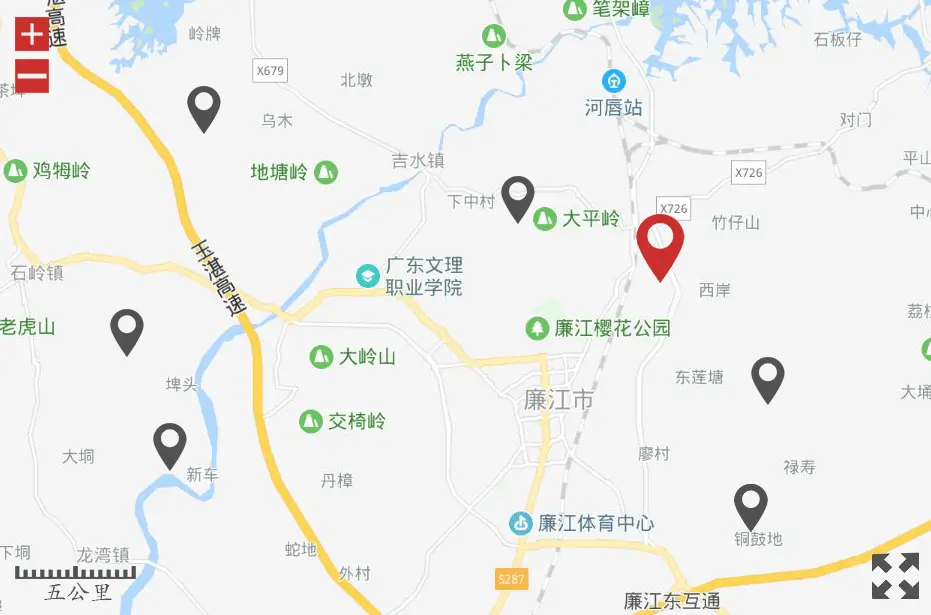 笔架嶂
高速
岭牌
石板仔
燕子卜梁
X679
北墩
河唇站
乌木
对门
吉水镇
平山
鸡姆岭
地塘岭
X726
下中村
X726
大平岭
竹仔山
中心
玉湛高速
广东文理
职业学院
石岭镇
西岸
老虎山
廉江樱花公园
大岭山
东莲塘
埤头
廉江市
大埇
交椅岭
廖村
大垌
新车
禄寿
丹樟
廉江体育中心
铜鼓地
蛇地
下垌
龙湾镇
外村
S287
五公里
廉江东互通